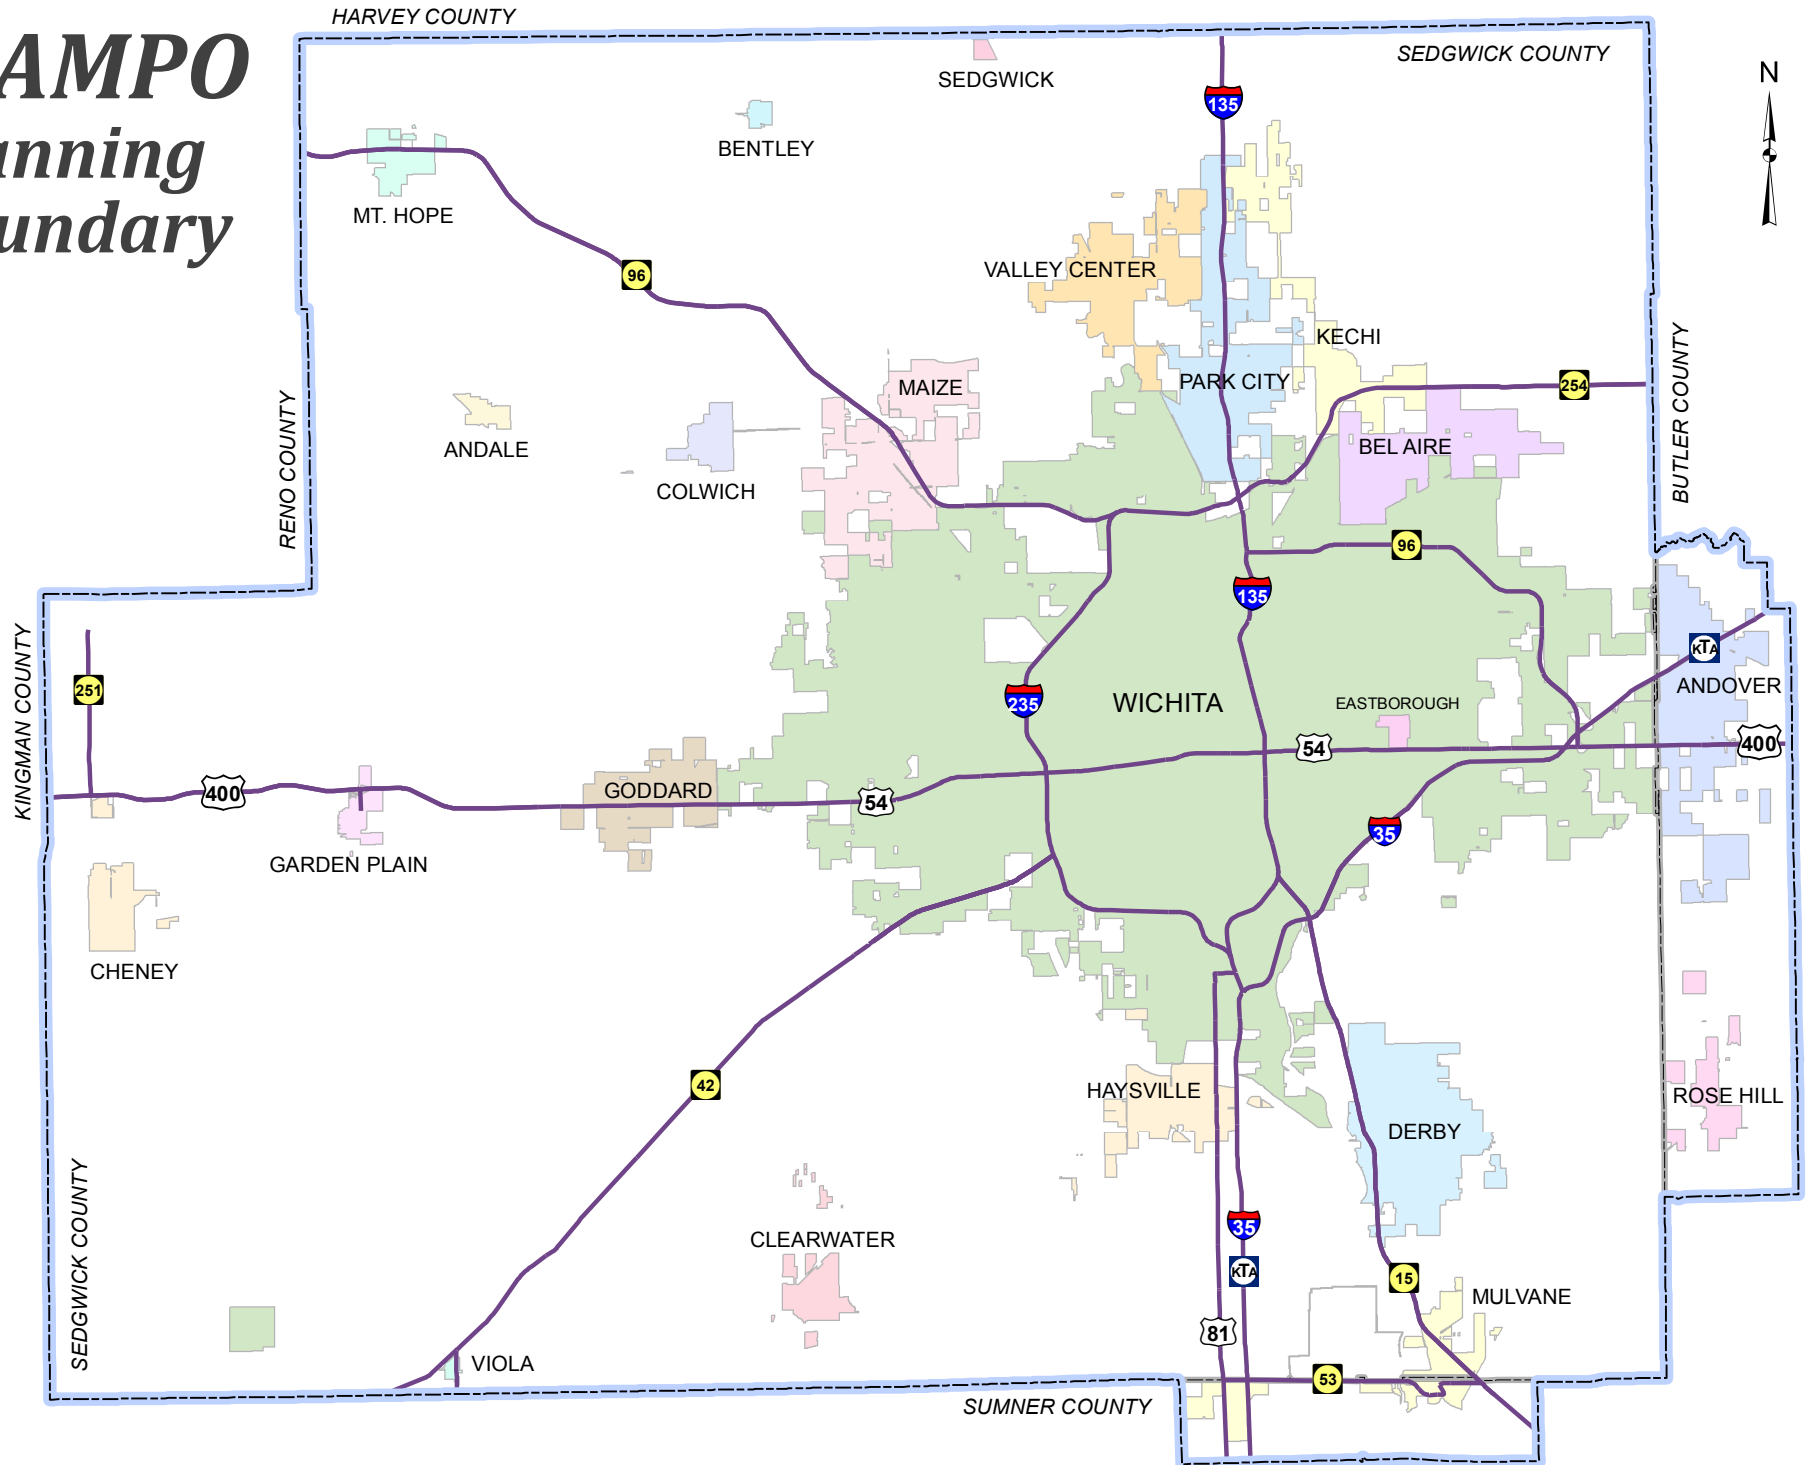 HARVEY COUNTY
AMPO
SEDGWICK COUNTY
N
SEDGWICK
135
anning
BENTLEY
undary
MT. HOPE
VALLEY CENTER
96
KECHI
PARK CITY
MAIZE
254
BUTLER COUNTY
RENO COUNTY
ANDALE
BEL AIRE
COLWICH
96
135
KTA
KINGMAN COUNTY
251
ANDOVER
235
WICHITA
EASTBOROUGH
54
400
400
GODDARD
54
35
GARDEN PLAIN
CHENEY
42
HAYSVILLE
ROSE HILL
DERBY
SEDGWICK COUNTY
35
CLEARWATER
KTA
15
MULVANE
81
VIOLA
53
SUMNER COUNTY